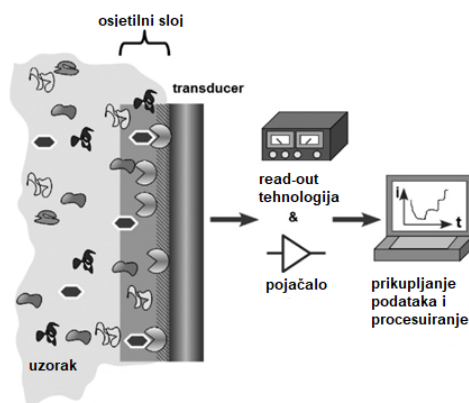 osjetilni sloj
transducer
read-out
tehnologija
&
pojačalo
i
t
prikupljanje
podataka i
procesuiranje
uzorak